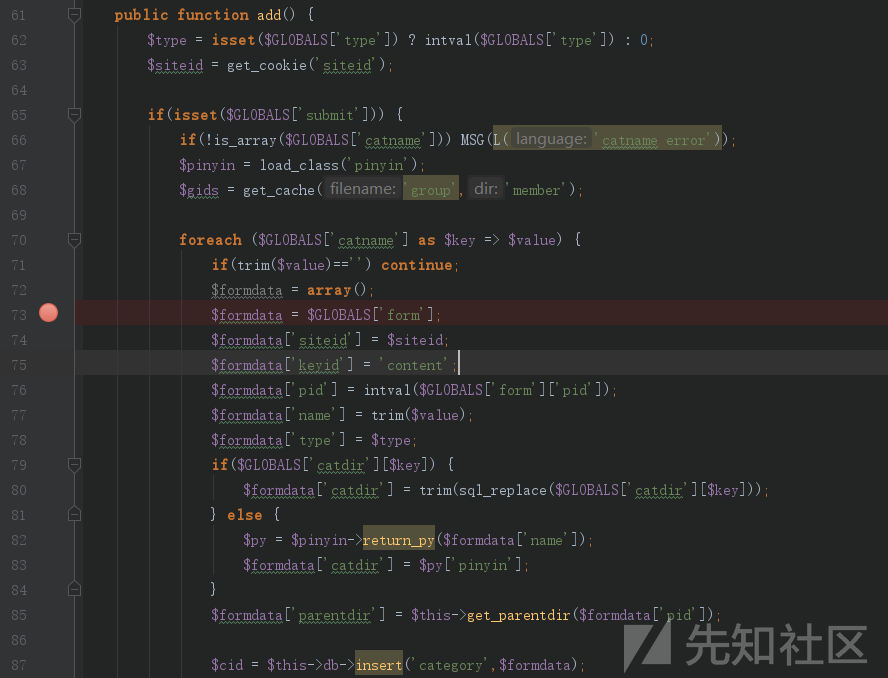 61 public function add() {
62 $type = isset($GLOBALS['type']) ? intval($GLOBALS['type']) : 0;
63 $siteid = get_cookie('siteid');
64
65 if(isset($GLOBALS['submit'])) {
66 if(!is_array($GLOBALS['catname'])) MSG(L( language: 'catname error'));
67 $pinyin = load_class('pinyin');
68 $gids = get_cache( filename: 'group', dir: 'member');
69
70 foreach ($GLOBALS['catname'] as $key => $value) {
71 if(trim($value)=='') continue;
72 $formdata = array();
73 $formdata = $GLOBALS['form'];
74 $formdata['siteid'] = $siteid;
75 $formdata['keyid'] = 'content';
76 $formdata['pid'] = intval($GLOBALS['form']['pid']);
77 $formdata['name'] = trim($value);
78 $formdata['type'] = $type;
79 if($GLOBALS['catdir'][$key]) {
80 $formdata['catdir'] = trim(sql_replace($GLOBALS['catdir'][$key]));
81 } else {
82 $py = $pinyin->return_py($formdata['name']);
83 $formdata['catdir'] = $py['pinyin'];
84 }
85 $formdata['parentdir'] = $this->get_parentdir($formdata['pid']);
86
87 $cid = $this->db->insert('category',$formdata);
先知社区